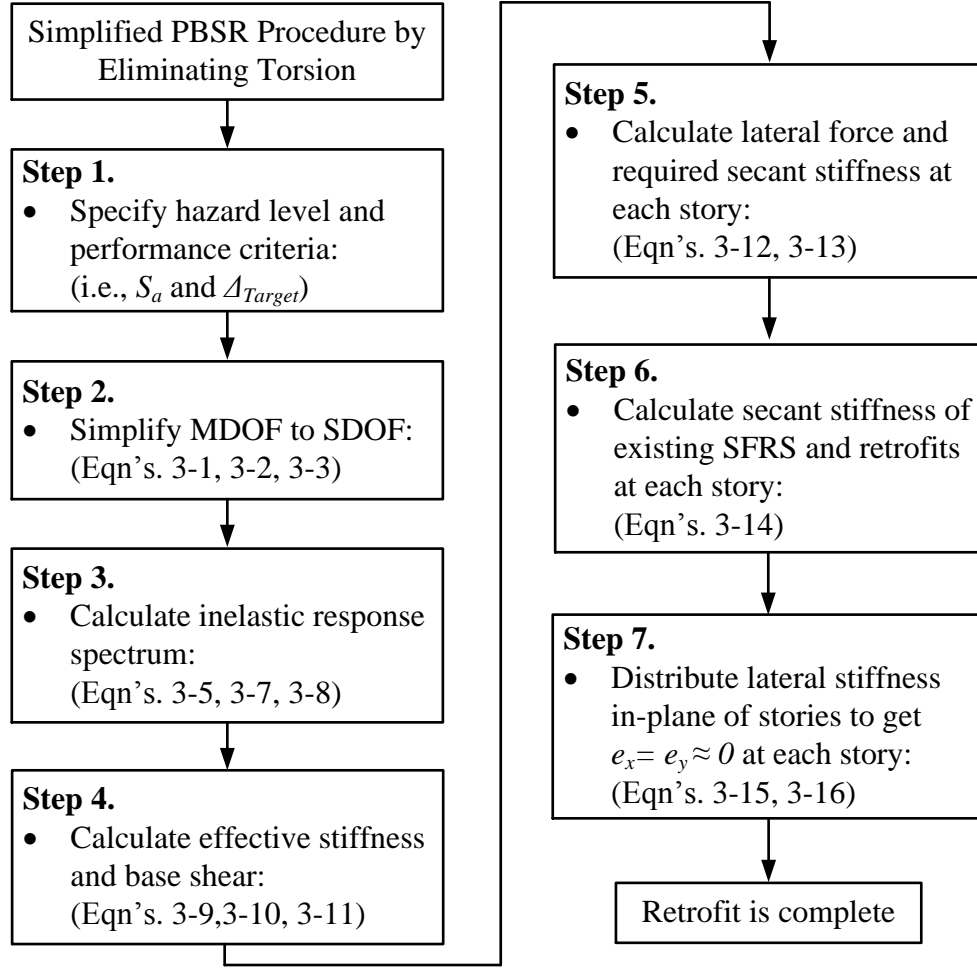 Simplified PBSR Procedure by
Eliminating Torsion
Step 1.
• Specify hazard level and
performance criteria:
(i.e., Sₐ and Δ_Target)
Step 2.
• Simplify MDOF to SDOF:
(Eqn’s. 3-1, 3-2, 3-3)
Step 3.
• Calculate inelastic response
spectrum:
(Eqn’s. 3-5, 3-7, 3-8)
Step 4.
• Calculate effective stiffness
and base shear:
(Eqn’s. 3-9,3-10, 3-11)
Step 5.
• Calculate lateral force and
required secant stiffness at
each story:
(Eqn’s. 3-12, 3-13)
Step 6.
• Calculate secant stiffness of
existing SFRS and retrofits
at each story:
(Eqn’s. 3-14)
Step 7.
• Distribute lateral stiffness
in-plane of stories to get
eₓ= e_y ≈ 0 at each story:
(Eqn’s. 3-15, 3-16)
Retrofit is complete